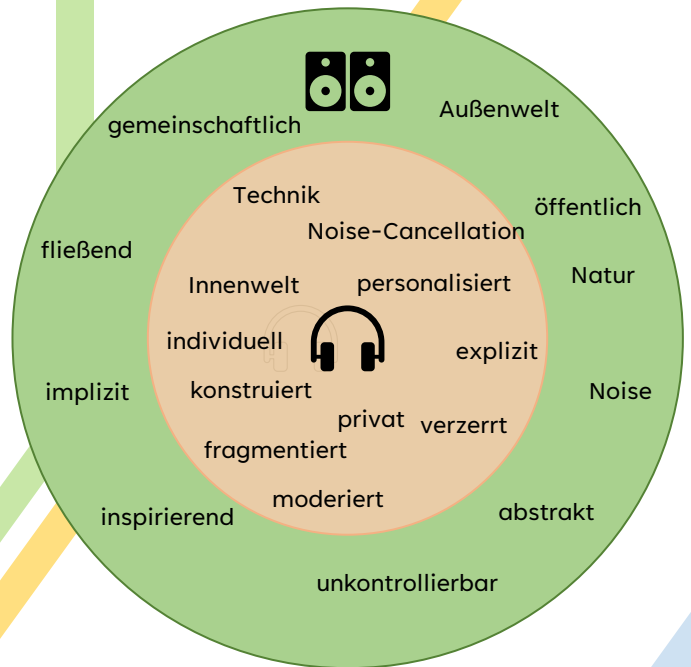 Außenwelt
gemeinschaftlich
Technik
öffentlich
Noise-Cancellation
fließend
Natur
Innenwelt
personalisiert
individuell
explizit
implizit
konstruiert
Noise
privat
verzerrt
fragmentiert
moderiert
abstrakt
inspirierend
unkontrollierbar